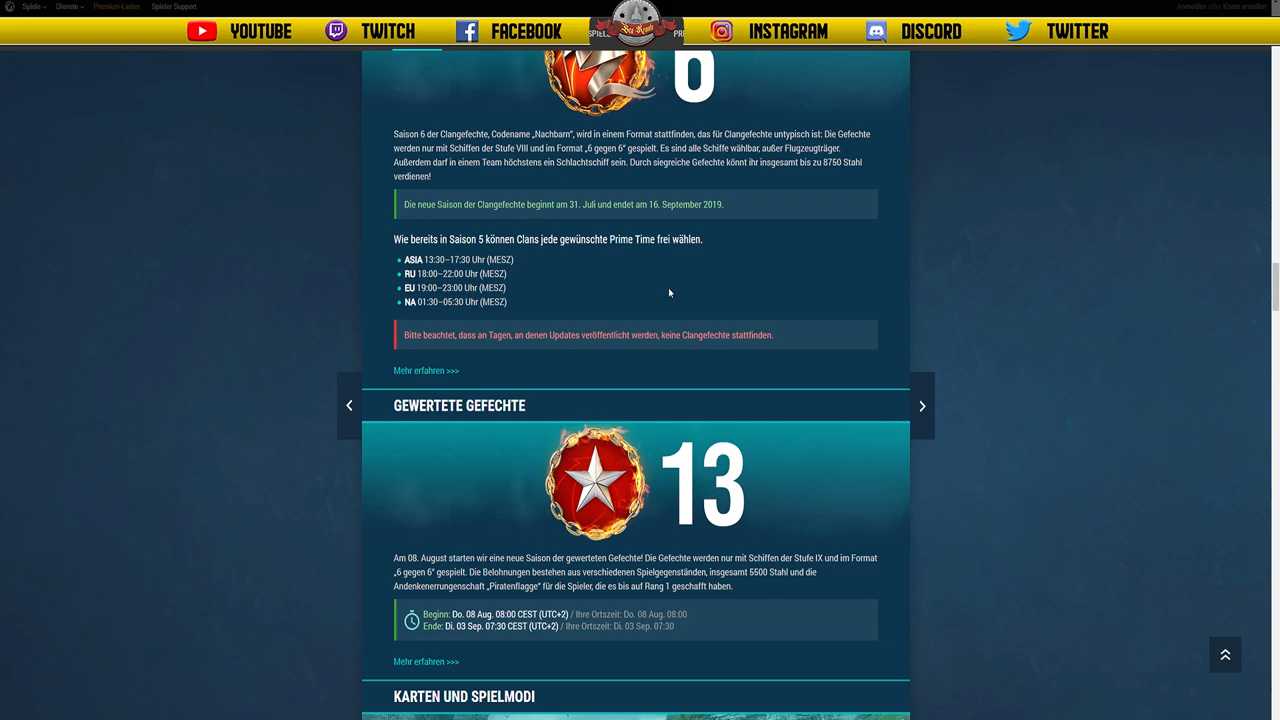 Spiele
Dienste
Premium-Laden
Spieler Support
Anmelden oder Konto erstellen
YOUTUBE
TWITCH
FACEBOOK
SPIEL
PRE
INSTAGRAM
DISCORD
TWITTER
6
Saison 6 der Clangefechte, Codename „Nachbarn“, wird in einem Format stattfinden, das für Clangefechte untypisch ist: Die Gefechte
werden nur mit Schiffen der Stufe VIII und im Format „6 gegen 6“ gespielt. Es sind alle Schiffe wählbar, außer Flugzeugträger.
Außerdem darf in einem Team höchstens ein Schlachtschiff sein. Durch siegreiche Gefechte könnt ihr insgesamt bis zu 8750 Stahl
verdienen!
Die neue Saison der Clangefechte beginnt am 31. Juli und endet am 16. September 2019.
Wie bereits in Saison 5 können Clans jede gewünschte Prime Time frei wählen.
ASIA 13:30–17:30 Uhr (MESZ)
RU 18:00–22:00 Uhr (MESZ)
EU 19:00–23:00 Uhr (MESZ)
NA 01:30–05:30 Uhr (MESZ)
Bitte beachtet, dass an Tagen, an denen Updates veröffentlicht werden, keine Clangefechte stattfinden.
Mehr erfahren >>>
GEWERTETE GEFECHTE
13
Am 08. August starten wir eine neue Saison der gewerteten Gefechte! Die Gefechte werden nur mit Schiffen der Stufe IX und im Format
„6 gegen 6“ gespielt. Die Belohnungen bestehen aus verschiedenen Spielgegenständen, insgesamt 5500 Stahl und die
Andenkenerrungenschaft „Piratenflagge“ für die Spieler, die es bis auf Rang 1 geschafft haben.
Beginn: Do. 08 Aug. 08:00 CEST (UTC+2) / Ihre Ortszeit: Do. 08 Aug. 08:00
Ende: Di. 03 Sep. 07:30 CEST (UTC+2) / Ihre Ortszeit: Di. 03 Sep. 07:30
Mehr erfahren >>>
KARTEN UND SPIELMODI